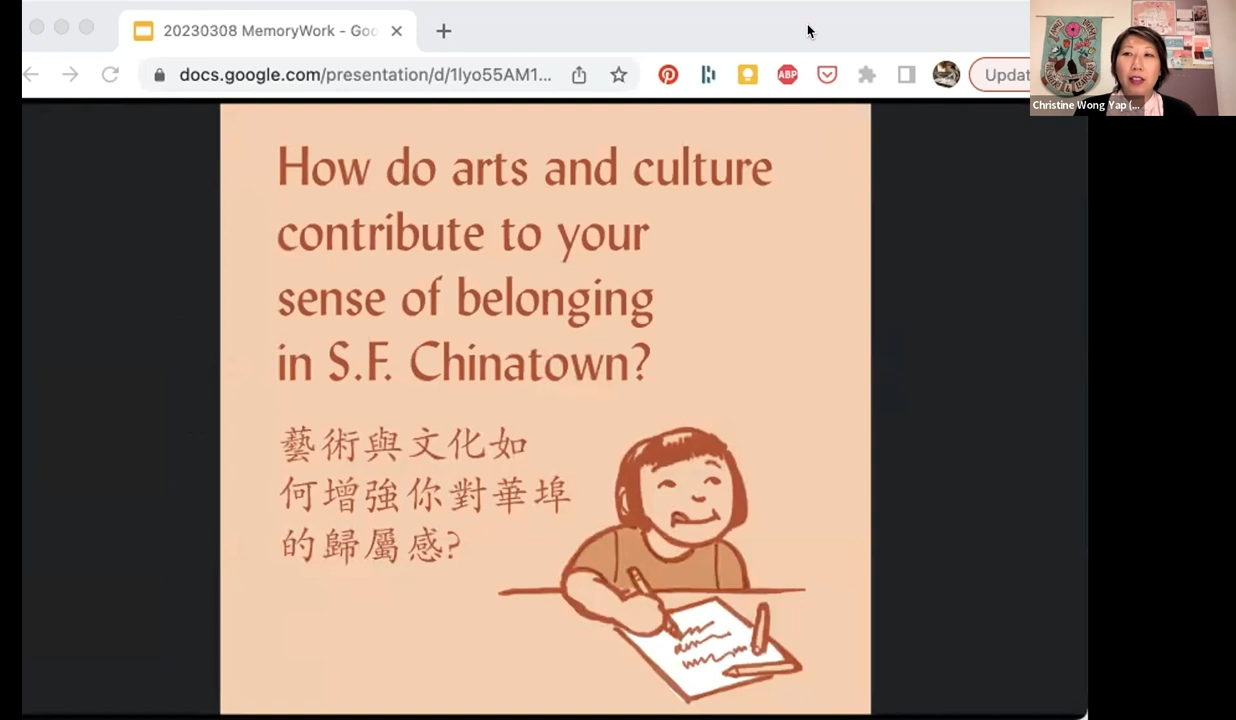 20230308 MemoryWork - Goo
docs.google.com/presentation/d/1lyo55AM1...
ABP
Updat
Christine Wong Yap (...
How do arts and culture
contribute to your
sense of belonging
in S.F. Chinatown?
藝術與文化如
何增強你對華埠
的歸屬感?